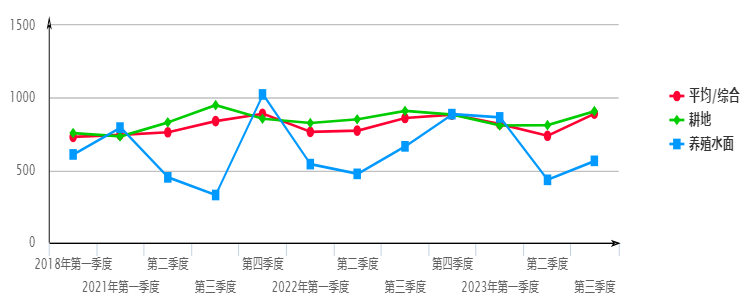 1500
1000
500
0
平均/综合
耕地
养殖水面
2018年第一季度 第二季度 第四季度 第二季度 第四季度 第二季度
2021年第一季度 第三季度 2022年第一季度 第三季度 2023年第一季度 第三季度